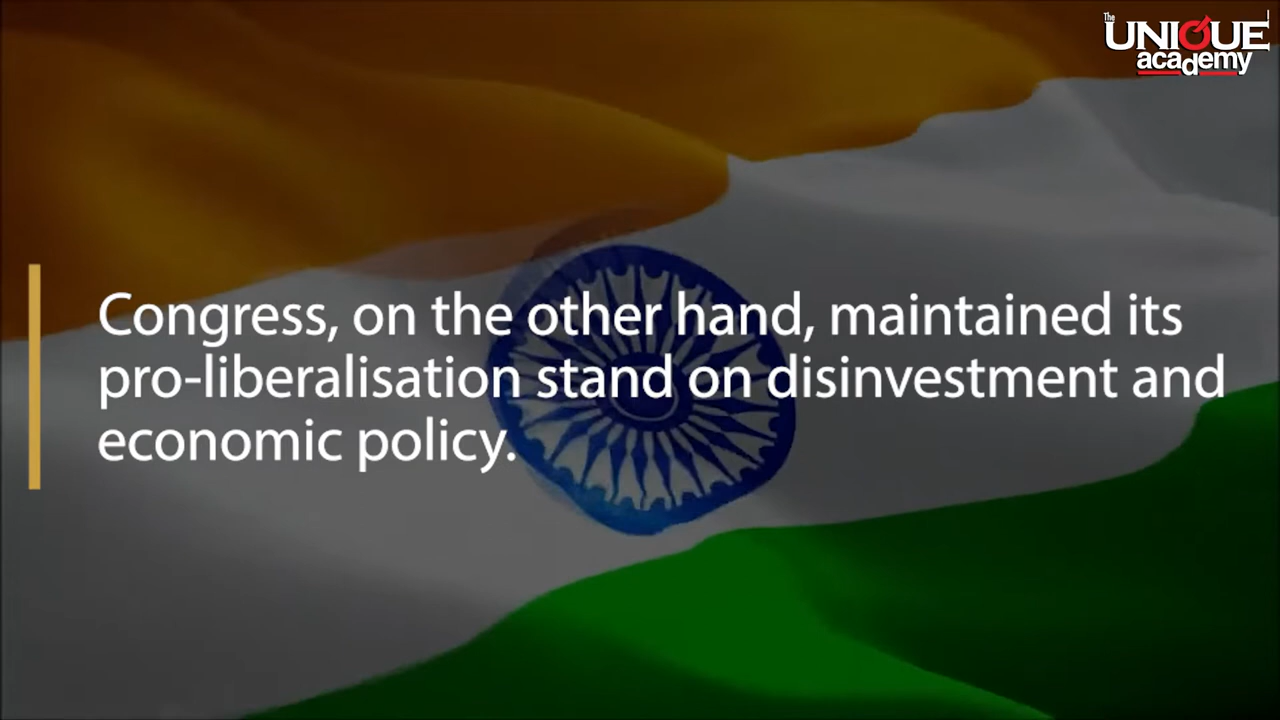 The
UNIQUE
academy
Congress, on the other hand, maintained its
pro-liberalisation stand on disinvestment and
economic policy.